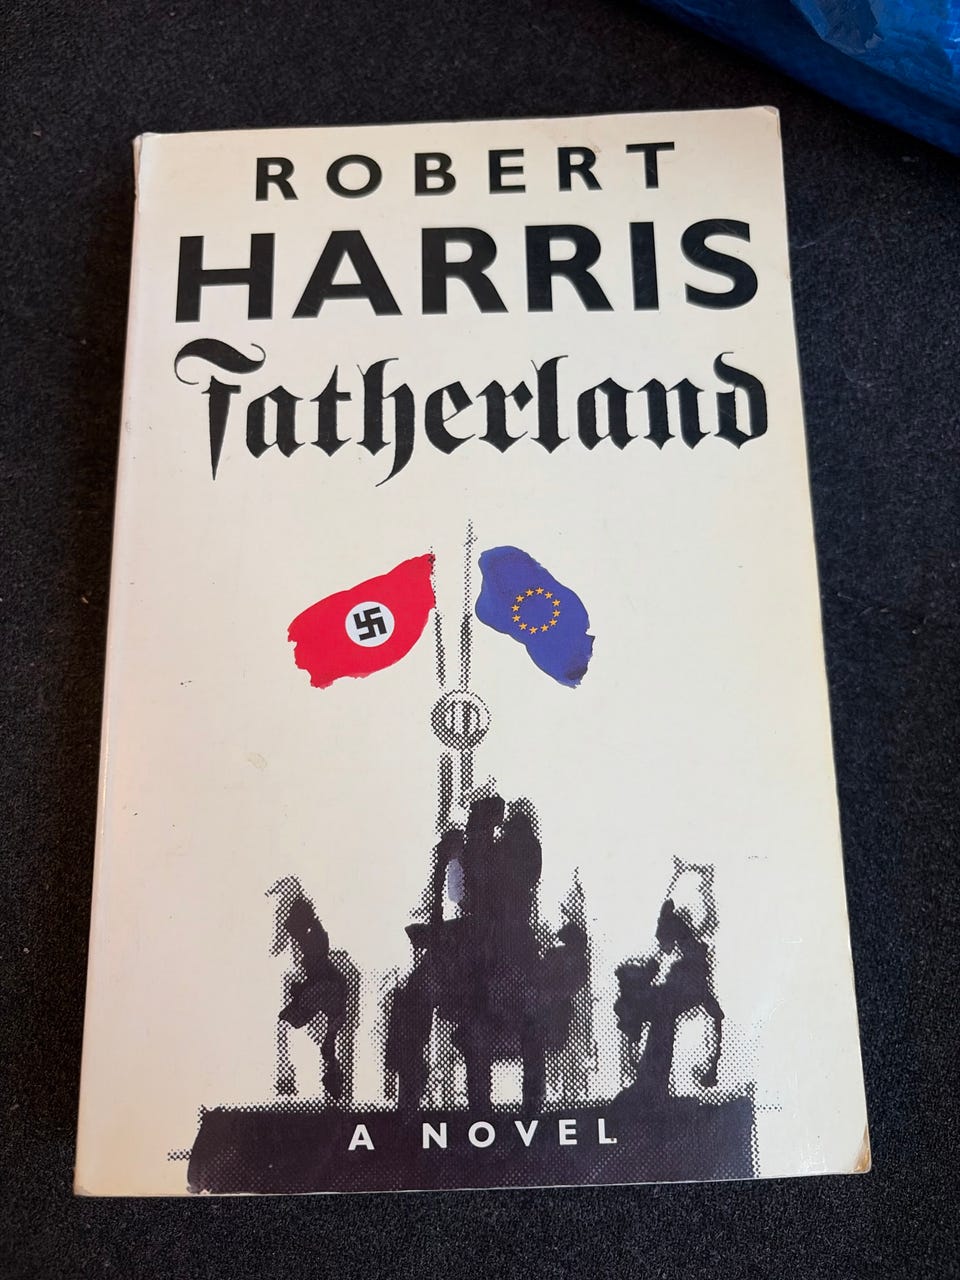 ROBERT
HARRIS
Fatherland
A NOVEL